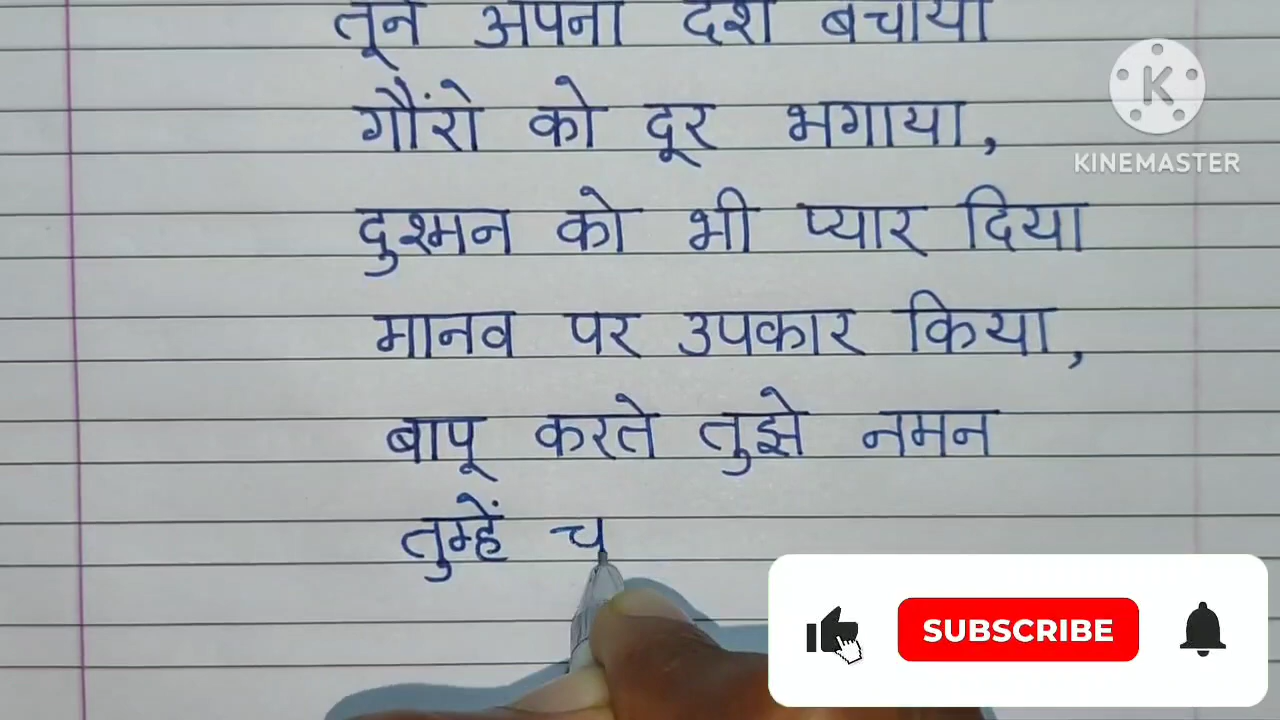 तूने अपना देश बचाया
गौंरो को दूर भगाया,
दुश्मन को भी प्यार दिया
मानव पर उपकार किया,
बापू करते तुझे नमन
तुम्हें च
K
KINEMASTER
SUBSCRIBE